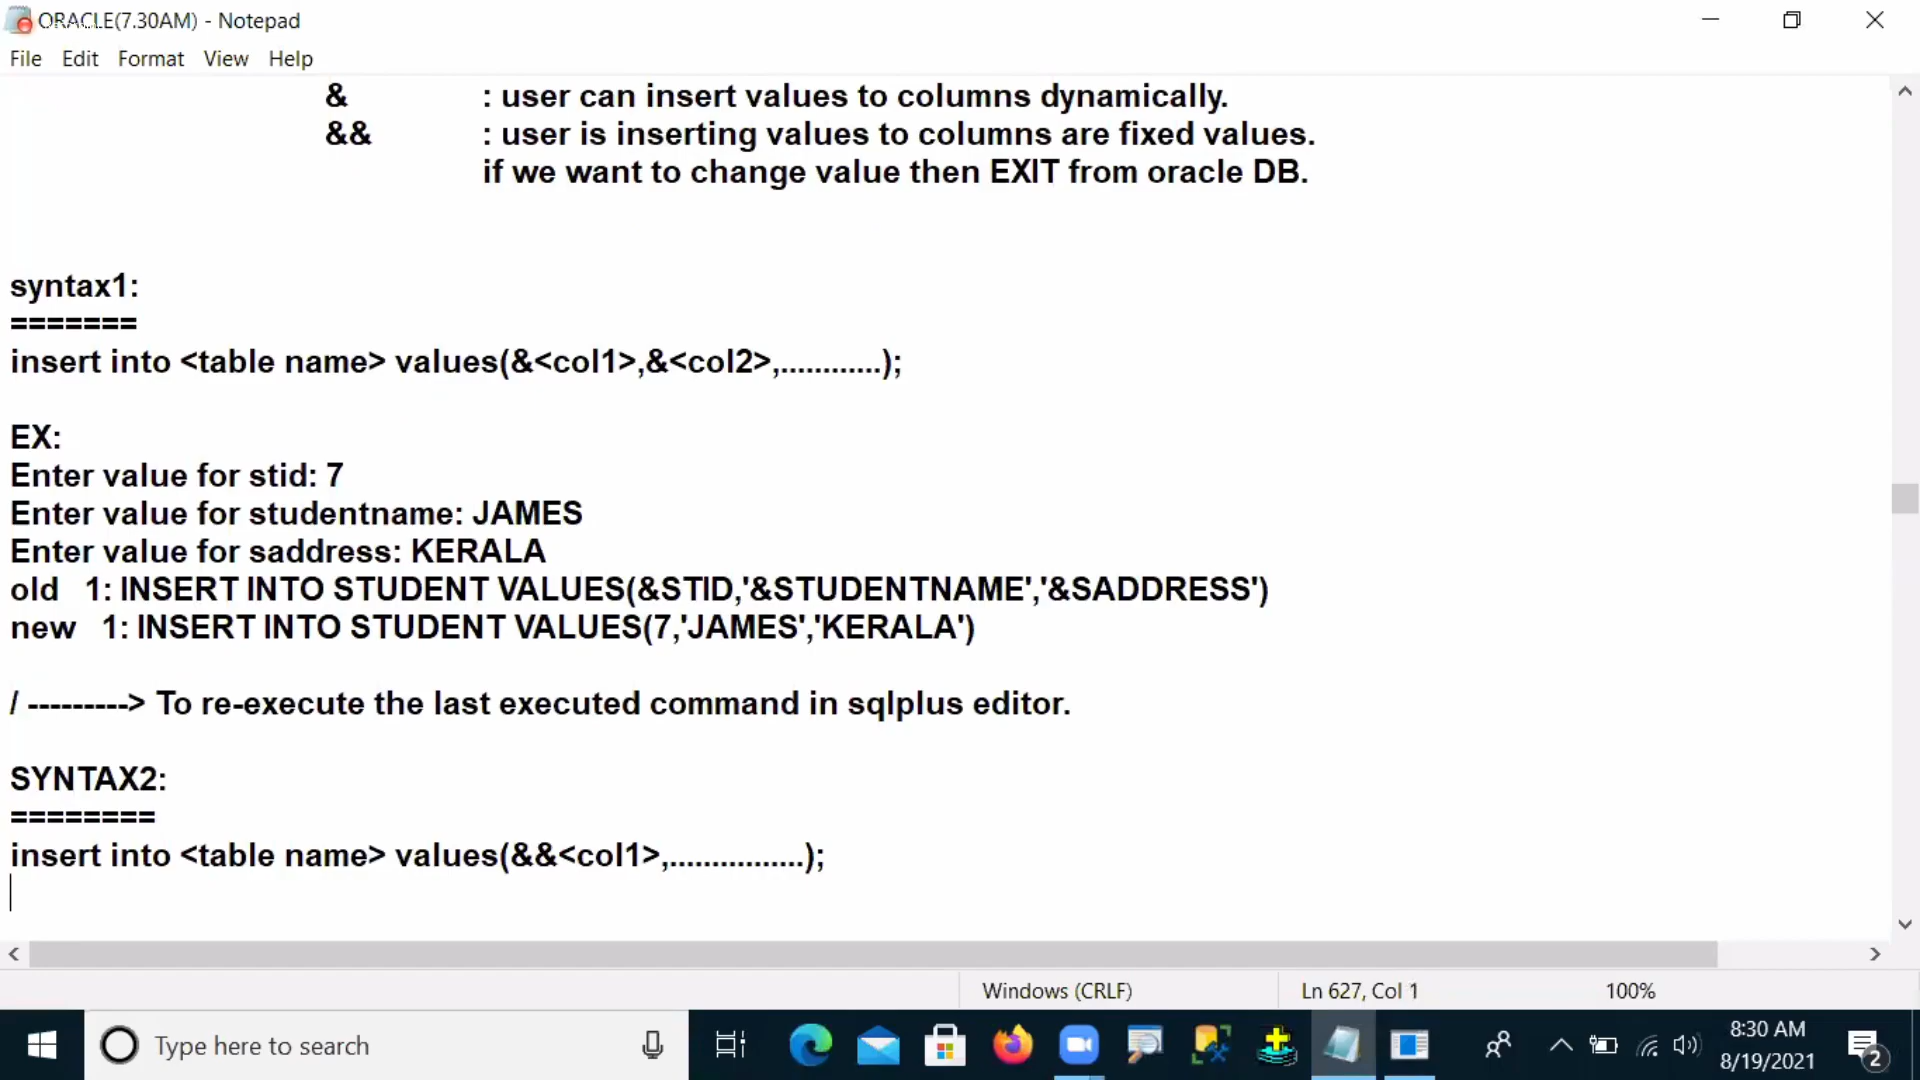 ORACLE(7.30AM) - Notepad
File Edit Format View Help
& : user can insert values to columns dynamically.
&& : user is inserting values to columns are fixed values.
if we want to change value then EXIT from oracle DB.
syntax1:
=======
insert into <table name> values(&<col1>,&<col2>,............);
EX:
Enter value for stid: 7
Enter value for studentname: JAMES
Enter value for saddress: KERALA
old 1: INSERT INTO STUDENT VALUES(&STID,'&STUDENTNAME','&SADDRESS')
new 1: INSERT INTO STUDENT VALUES(7,'JAMES','KERALA')
/ ---------> To re-execute the last executed command in sqlplus editor.
SYNTAX2:
========
insert into <table name> values(&&<col1>,................);
Windows (CRLF) Ln 627, Col 1 100%
Type here to search
8:30 AM
8/19/2021
2